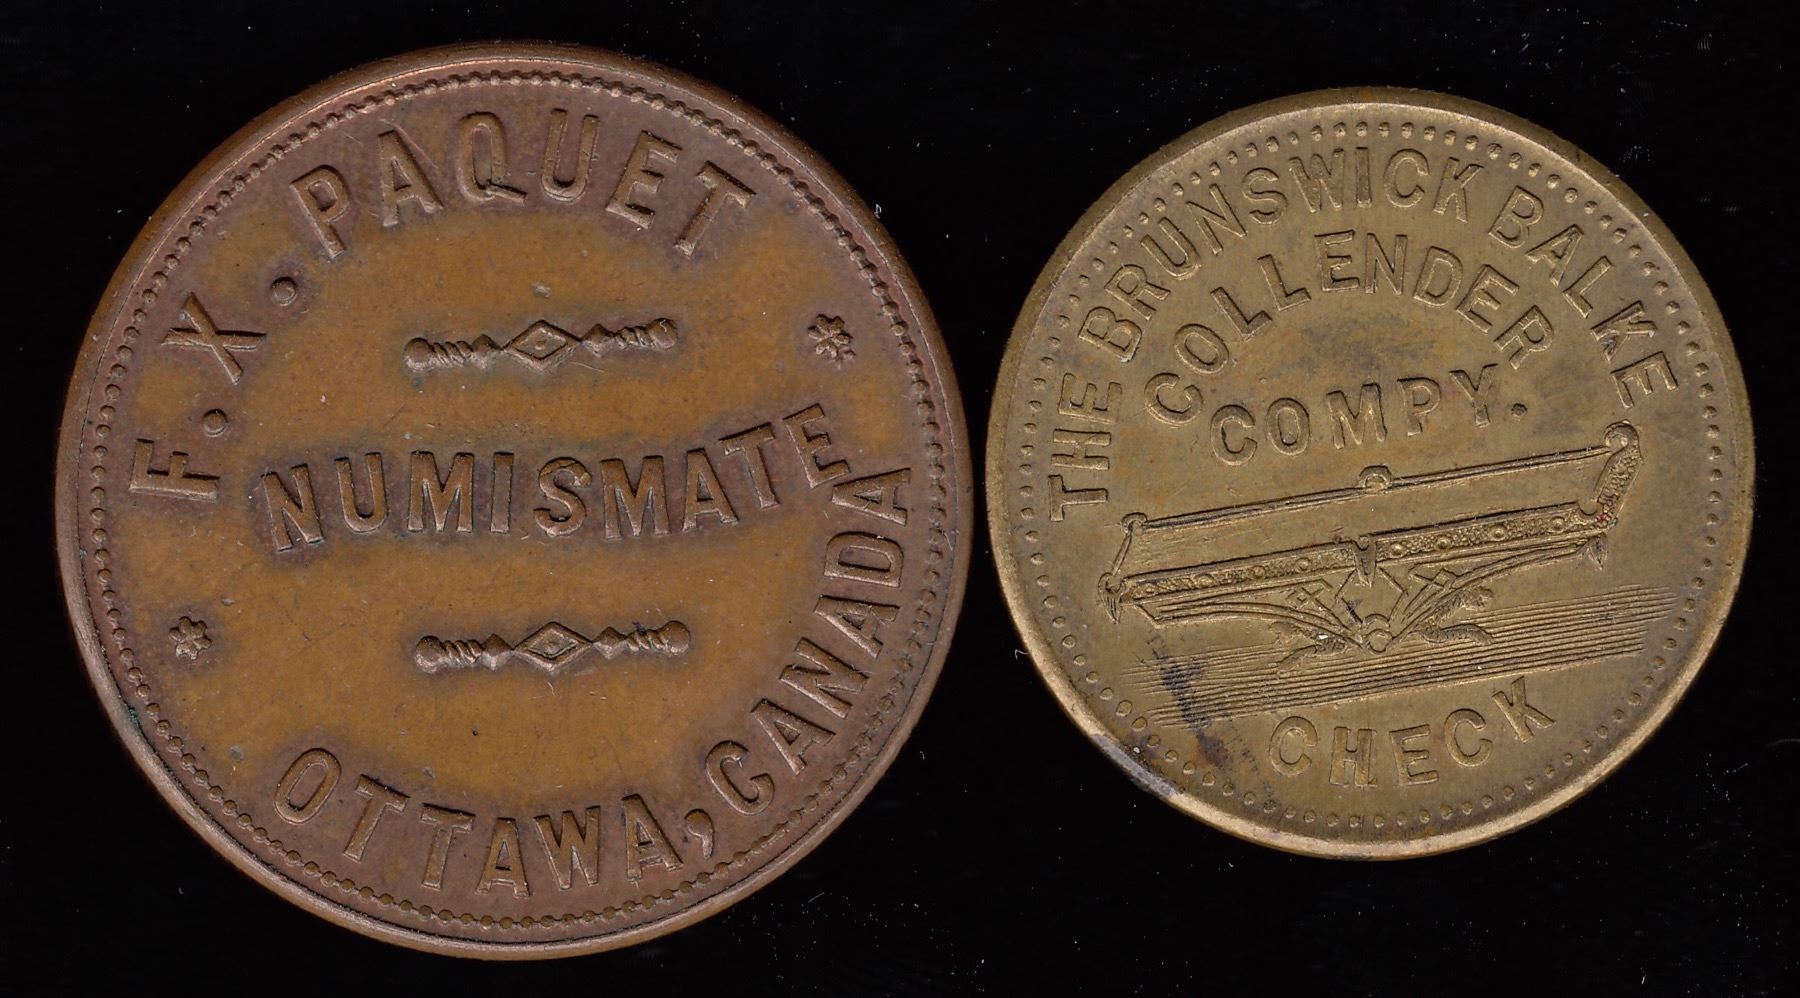 F. X. PAQUET
NUMISMATE
OTTAWA, CANADA
THE BRUNSWICK BALKE
COLLENDER
COMPY.
CHECK